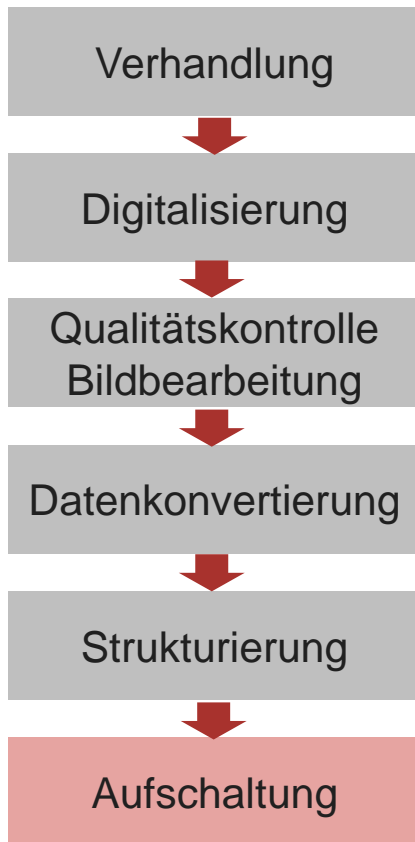 Verhandlung
Digitalisierung
Qualitätskontrolle
Bildbearbeitung
Datenkonvertierung
Strukturierung
Aufschaltung